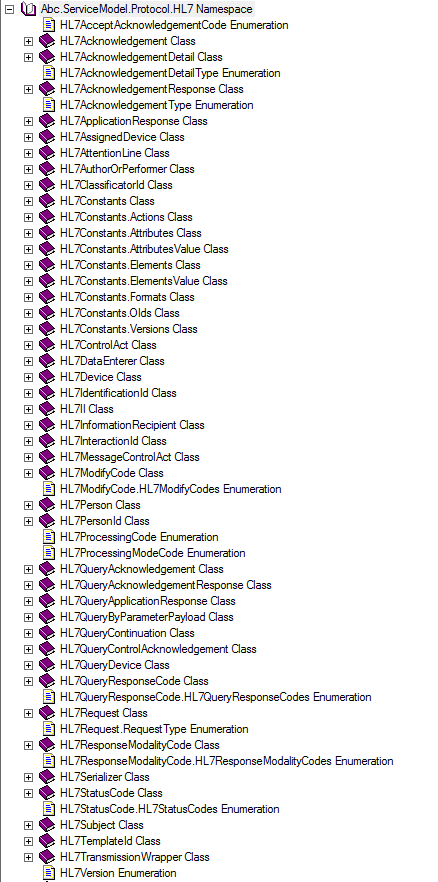 Abc.ServiceModel.Protocol.HL7 Namespace
HL7AcceptAcknowledgementCode Enumeration
HL7Acknowledgement Class
HL7AcknowledgementDetail Class
HL7AcknowledgementDetailType Enumeration
HL7AcknowledgementResponse Class
HL7AcknowledgementType Enumeration
HL7ApplicationResponse Class
HL7AssignedDevice Class
HL7AttentionLine Class
HL7AuthorOrPerformer Class
HL7ClassificatorId Class
HL7Constants Class
HL7Constants.Actions Class
HL7Constants.Attributes Class
HL7Constants.AttributesValue Class
HL7Constants.Elements Class
HL7Constants.ElementsValue Class
HL7Constants.Formats Class
HL7Constants.OIds Class
HL7Constants.Versions Class
HL7ControlAct Class
HL7DataEnterer Class
HL7Device Class
HL7IdentificationId Class
HL7II Class
HL7InformationRecipient Class
HL7InteractionId Class
HL7MessageControlAct Class
HL7ModifyCode Class
HL7ModifyCode.HL7ModifyCodes Enumeration
HL7Person Class
HL7PersonId Class
HL7ProcessingCode Enumeration
HL7ProcessingModeCode Enumeration
HL7QueryAcknowledgement Class
HL7QueryAcknowledgementResponse Class
HL7QueryApplicationResponse Class
HL7QueryByParameterPayload Class
HL7QueryContinuation Class
HL7QueryControlAcknowledgement Class
HL7QueryDevice Class
HL7QueryResponseCode Class
HL7QueryResponseCode.HL7QueryResponseCodes Enumeration
HL7Request Class
HL7Request.RequestType Enumeration
HL7ResponseModalityCode Class
HL7ResponseModalityCode.HL7ResponseModalityCodes Enumeration
HL7Serializer Class
HL7StatusCode Class
HL7StatusCode.HL7StatusCodes Enumeration
HL7Subject Class
HL7TemplateId Class
HL7TransmissionWrapper Class
HL7Version Enumeration